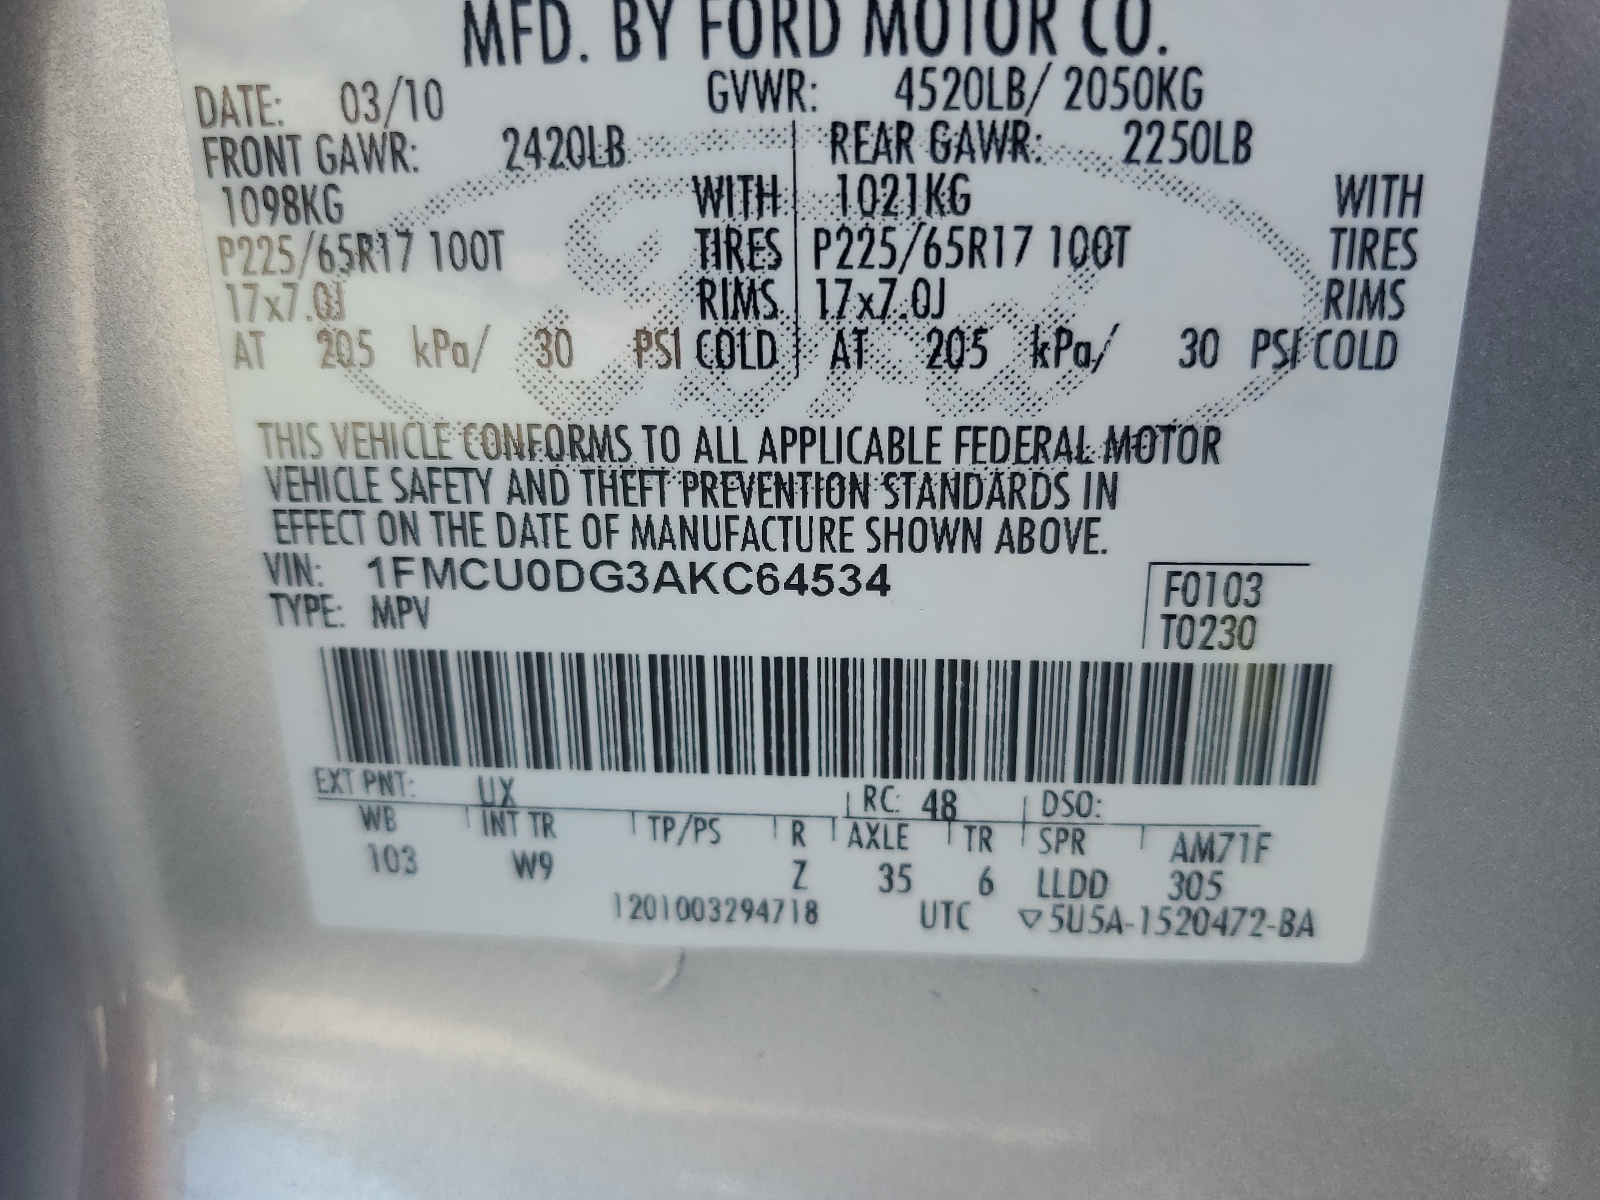 MFD. BY FORD MOTOR CO.
DATE: 03/10 GVWR: 4520LB/ 2050KG
FRONT GAWR: 2420LB REAR GAWR: 2250LB
1098KG WITH 1021KG WITH
P225/65R17 100T TIRES P225/65R17 100T TIRES
17x7.0J RIMS 17x7.0J RIMS
AT 205 kPa/ 30 PSI COLD AT 205 kPa/ 30 PSI COLD
THIS VEHICLE CONFORMS TO ALL APPLICABLE FEDERAL MOTOR
VEHICLE SAFETY AND THEFT PREVENTION STANDARDS IN
EFFECT ON THE DATE OF MANUFACTURE SHOWN ABOVE.
VIN: 1FMCU0DG3AKC64534 F0103
TYPE: MPV T0230
EXT PNT: UX RC: 48 DSO:
WB INT TR TP/PS R AXLE TR SPR AM71F
103 W9 Z 35 6 LLDD 305
1201003294718 UTC ▽5U5A-1520472-BA